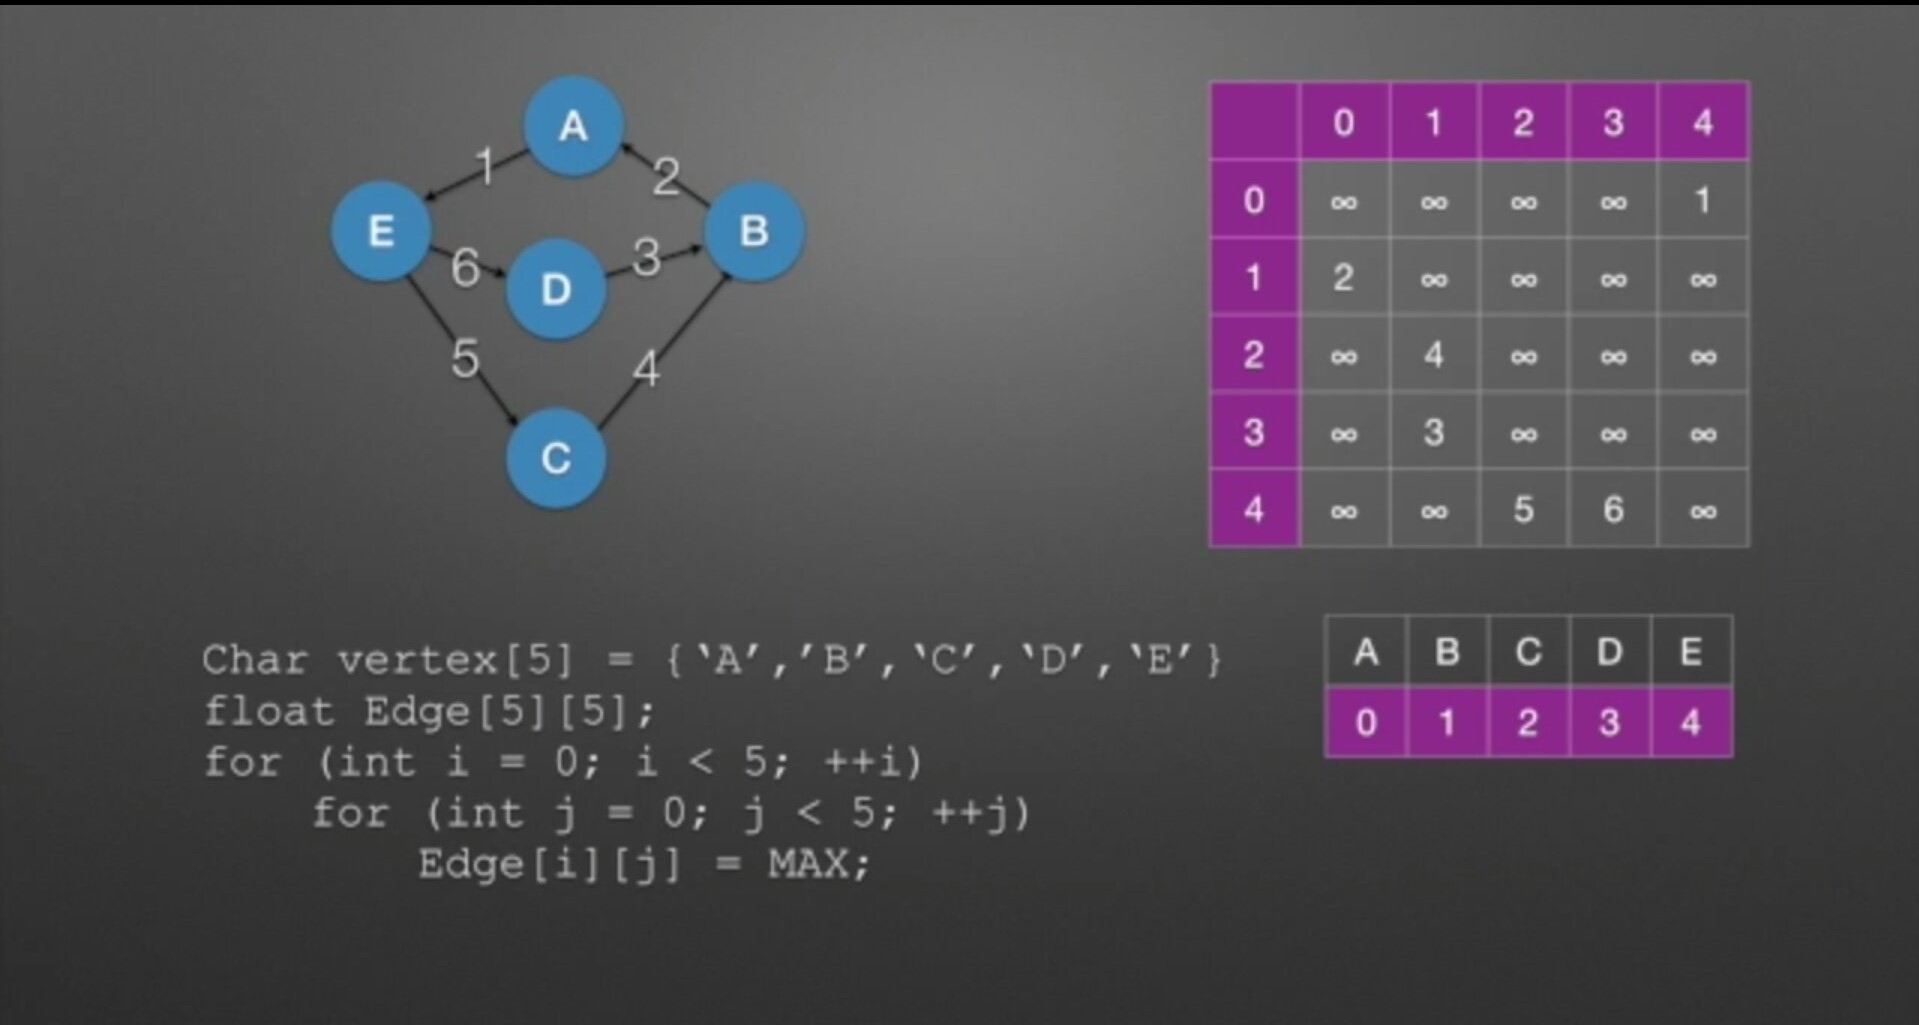 A
1
2
E
B
6
3
D
5
4
C
0 1 2 3 4
0 ∞ ∞ ∞ ∞ 1
1 2 ∞ ∞ ∞ ∞
2 ∞ 4 ∞ ∞ ∞
3 ∞ 3 ∞ ∞ ∞
4 ∞ ∞ 5 6 ∞
Char vertex[5] = {‘A’,’B’,‘C’,‘D’,‘E’}
float Edge[5][5];
for (int i = 0; i < 5; ++i)
for (int j = 0; j < 5; ++j)
Edge[i][j] = MAX;
A B C D E
0 1 2 3 4